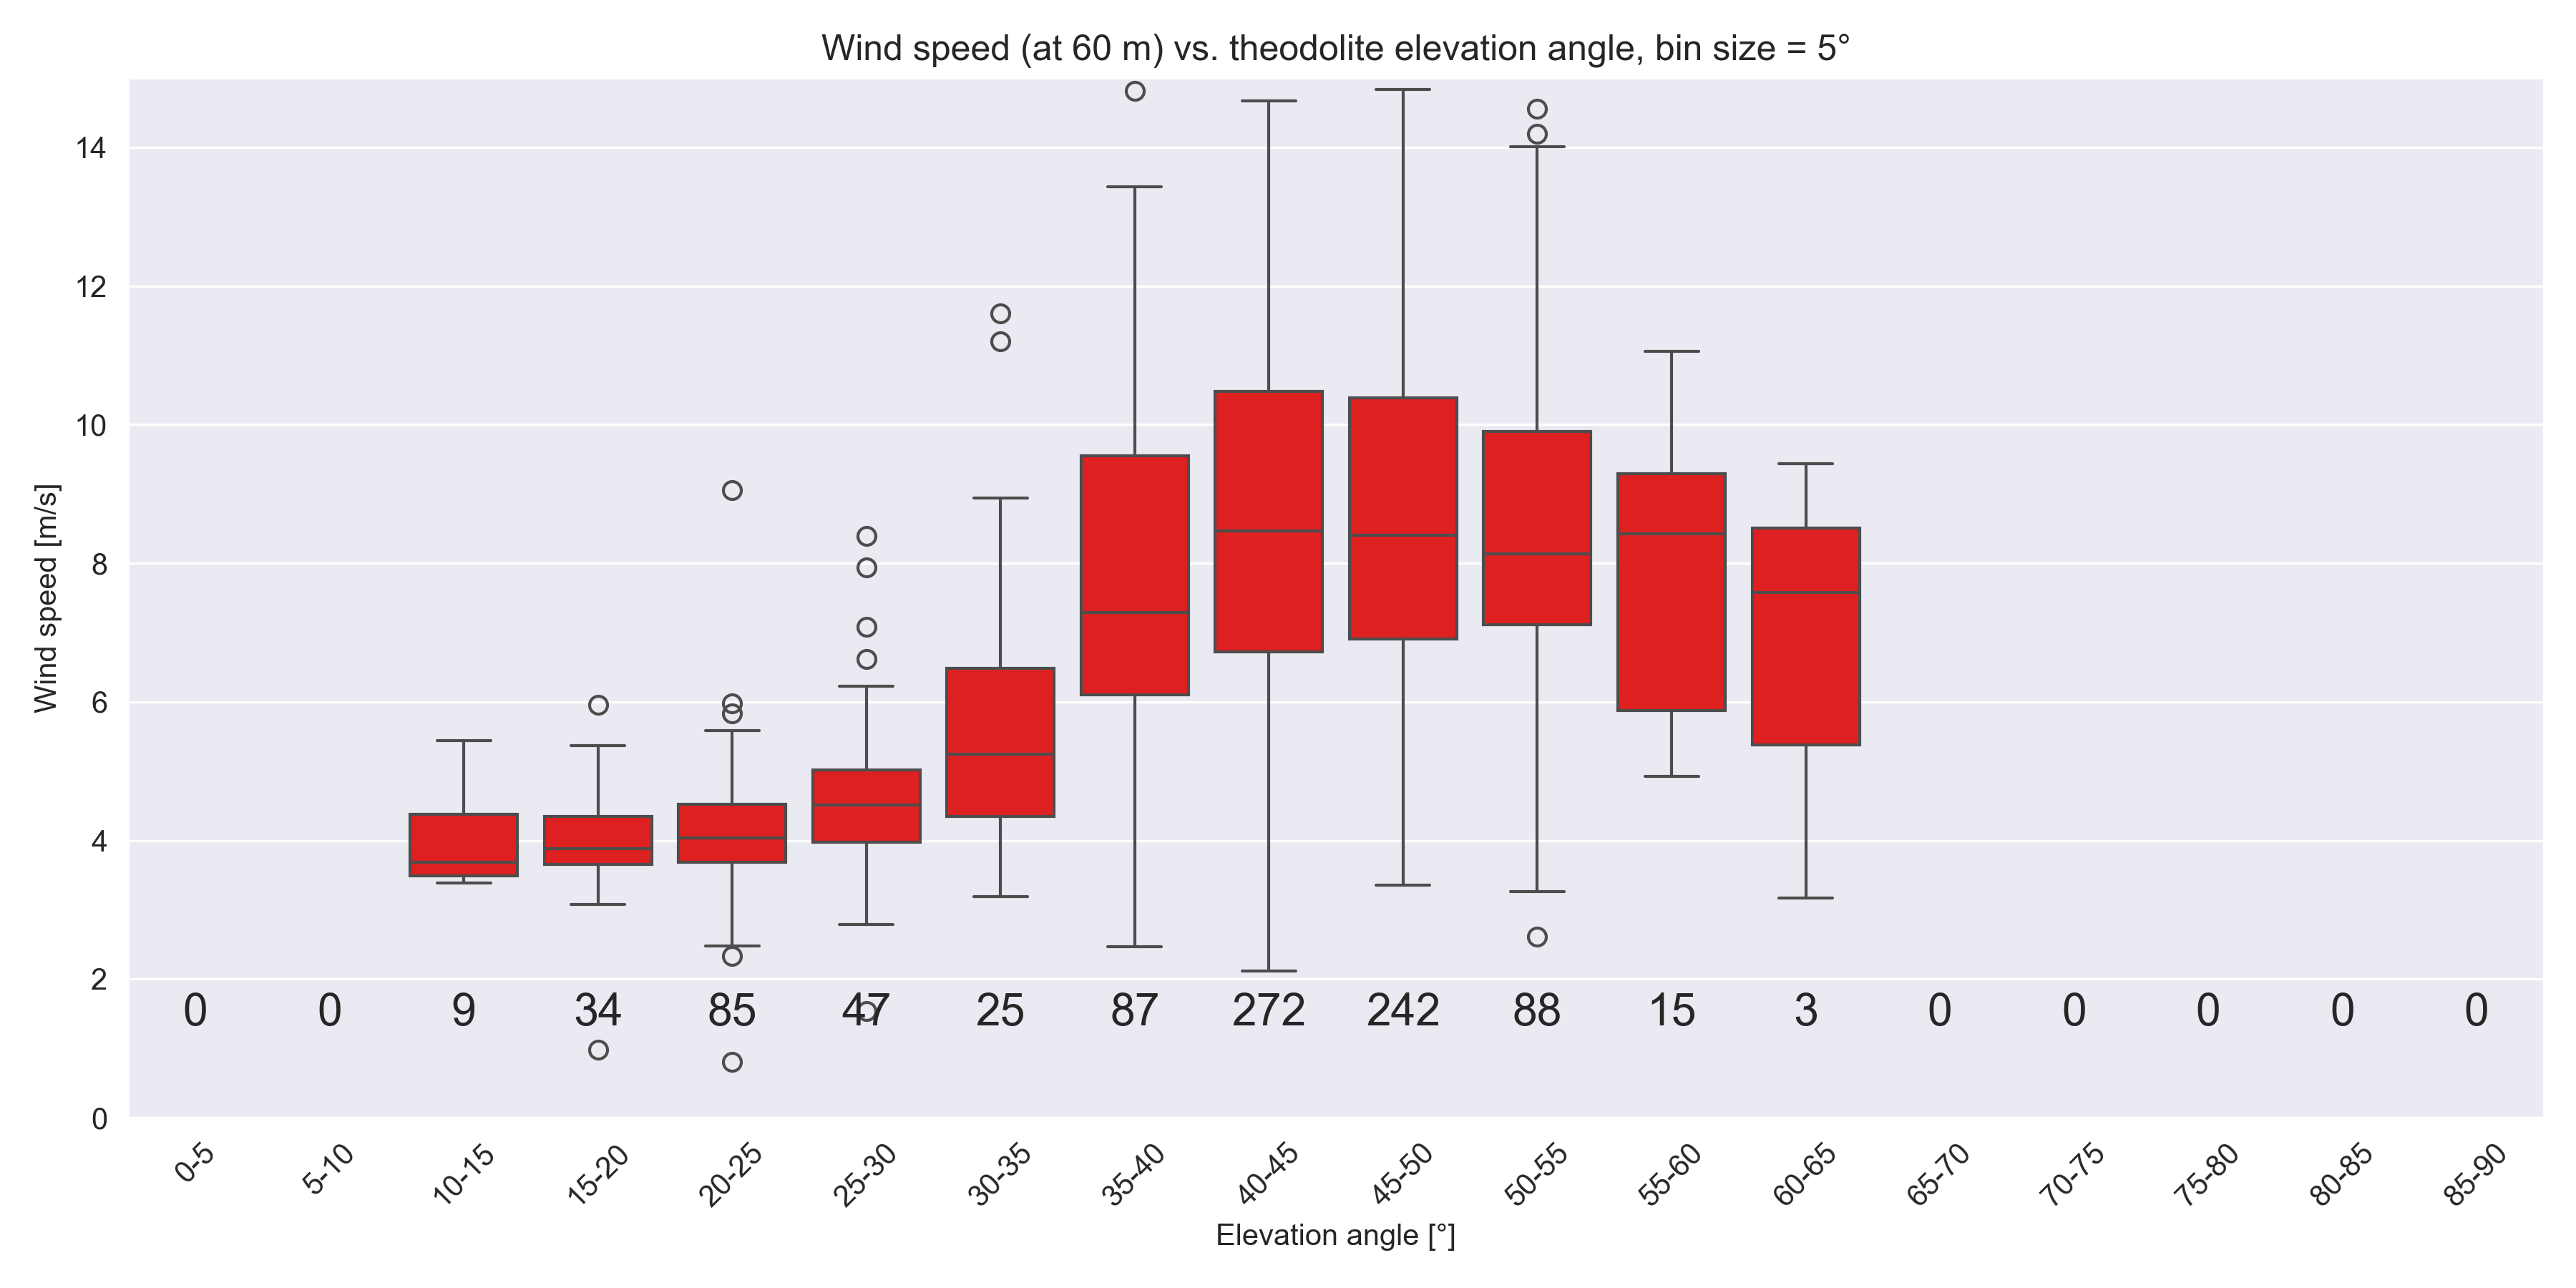 Wind speed (at 60 m) vs. theodolite elevation angle, bin size = 5°
Wind speed [m/s]
14
12
10
8
6
4
2
0
0 0 9 34 85 47 25 87 272 242 88 15 3 0 0 0 0 0
0-5 5-10 10-15 15-20 20-25 25-30 30-35 35-40 40-45 45-50 50-55 55-60 60-65 65-70 70-75 75-80 80-85 85-90
Elevation angle [°]